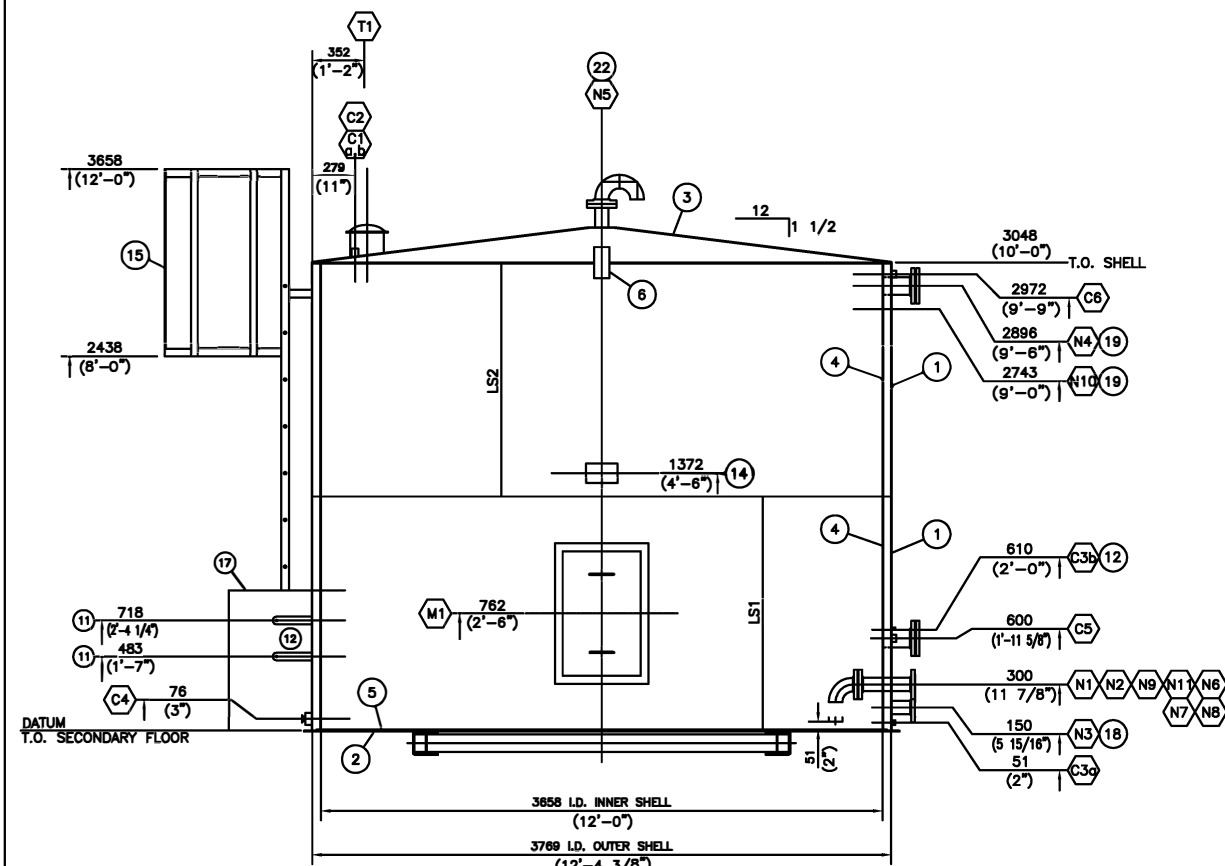 T1
352
(1'-2")
22
N5
C2
C1
a,b
279
(11")
3658
(12'-0")
3
12
1 1/2
3048
(10'-0")
T.O. SHELL
15
6
2972
(9'-9")
C6
2896
(9'-6")
N4
19
2438
(8'-0")
4
1
2743
(9'-0")
N10
19
LS2
1372
(4'-6")
14
4
1
17
610
(2'-0")
C3b
12
M1
762
(2'-6")
LS1
11
718
(2'-4 1/4")
12
600
(1'-11 5/8")
C5
11
483
(1'-7")
300
(11 7/8")
N1
N2
N9
N11
N6
N7
N8
C4
76
(3")
5
DATUM
T.O. SECONDARY FLOOR
2
51
(2")
150
(5 15/16")
N3
18
51
(2")
C3a
3658 I.D. INNER SHELL
(12'-0")
3769 I.D. OUTER SHELL
(12'-4 3/8")